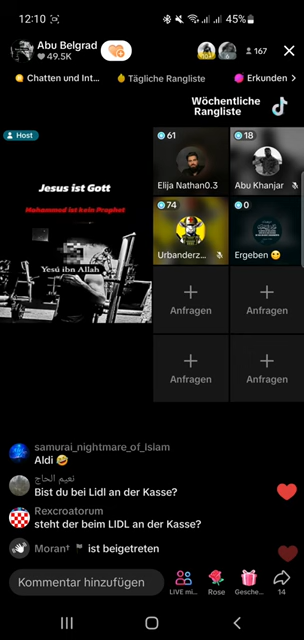 12:10
45%
Abu Belgrad
49.5K
167
Chatten und Int...
Tägliche Rangliste
Erkunden >
Wöchentliche
Rangliste
Host
61
18
Jesus ist Gott
Mohammed ist kein Prophet
Elija Nathan0.3
Abu Khanjar
74
0
Yesú ibn Allah
Urbanderz...
Ergeben 😶
+
+
Anfragen
Anfragen
+
+
Anfragen
Anfragen
samurai_nightmare_of_Islam
Aldi 🤣
نعيم الحاج
Bist du bei Lidl an der Kasse?
Rexcroatorum
steht der beim LIDL an der Kasse?
Moran† ist beigetreten
Kommentar hinzufügen
LIVE mi...
Rose
Gesche...
14